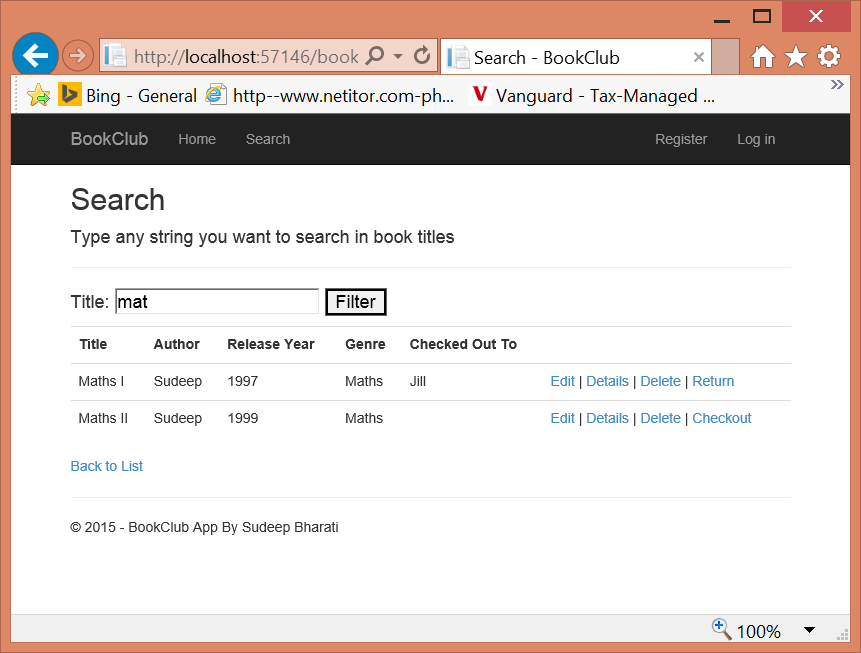 http://localhost:57146/book Search - BookClub
Bing - General http--www.netitor.com-ph... Vanguard - Tax-Managed ...
BookClub Home Search Register Log in
Search
Type any string you want to search in book titles
Title: mat Filter
Title Author Release Year Genre Checked Out To
Maths I Sudeep 1997 Maths Jill Edit | Details | Delete | Return
Maths II Sudeep 1999 Maths Edit | Details | Delete | Checkout
Back to List
© 2015 - BookClub App By Sudeep Bharati
100%